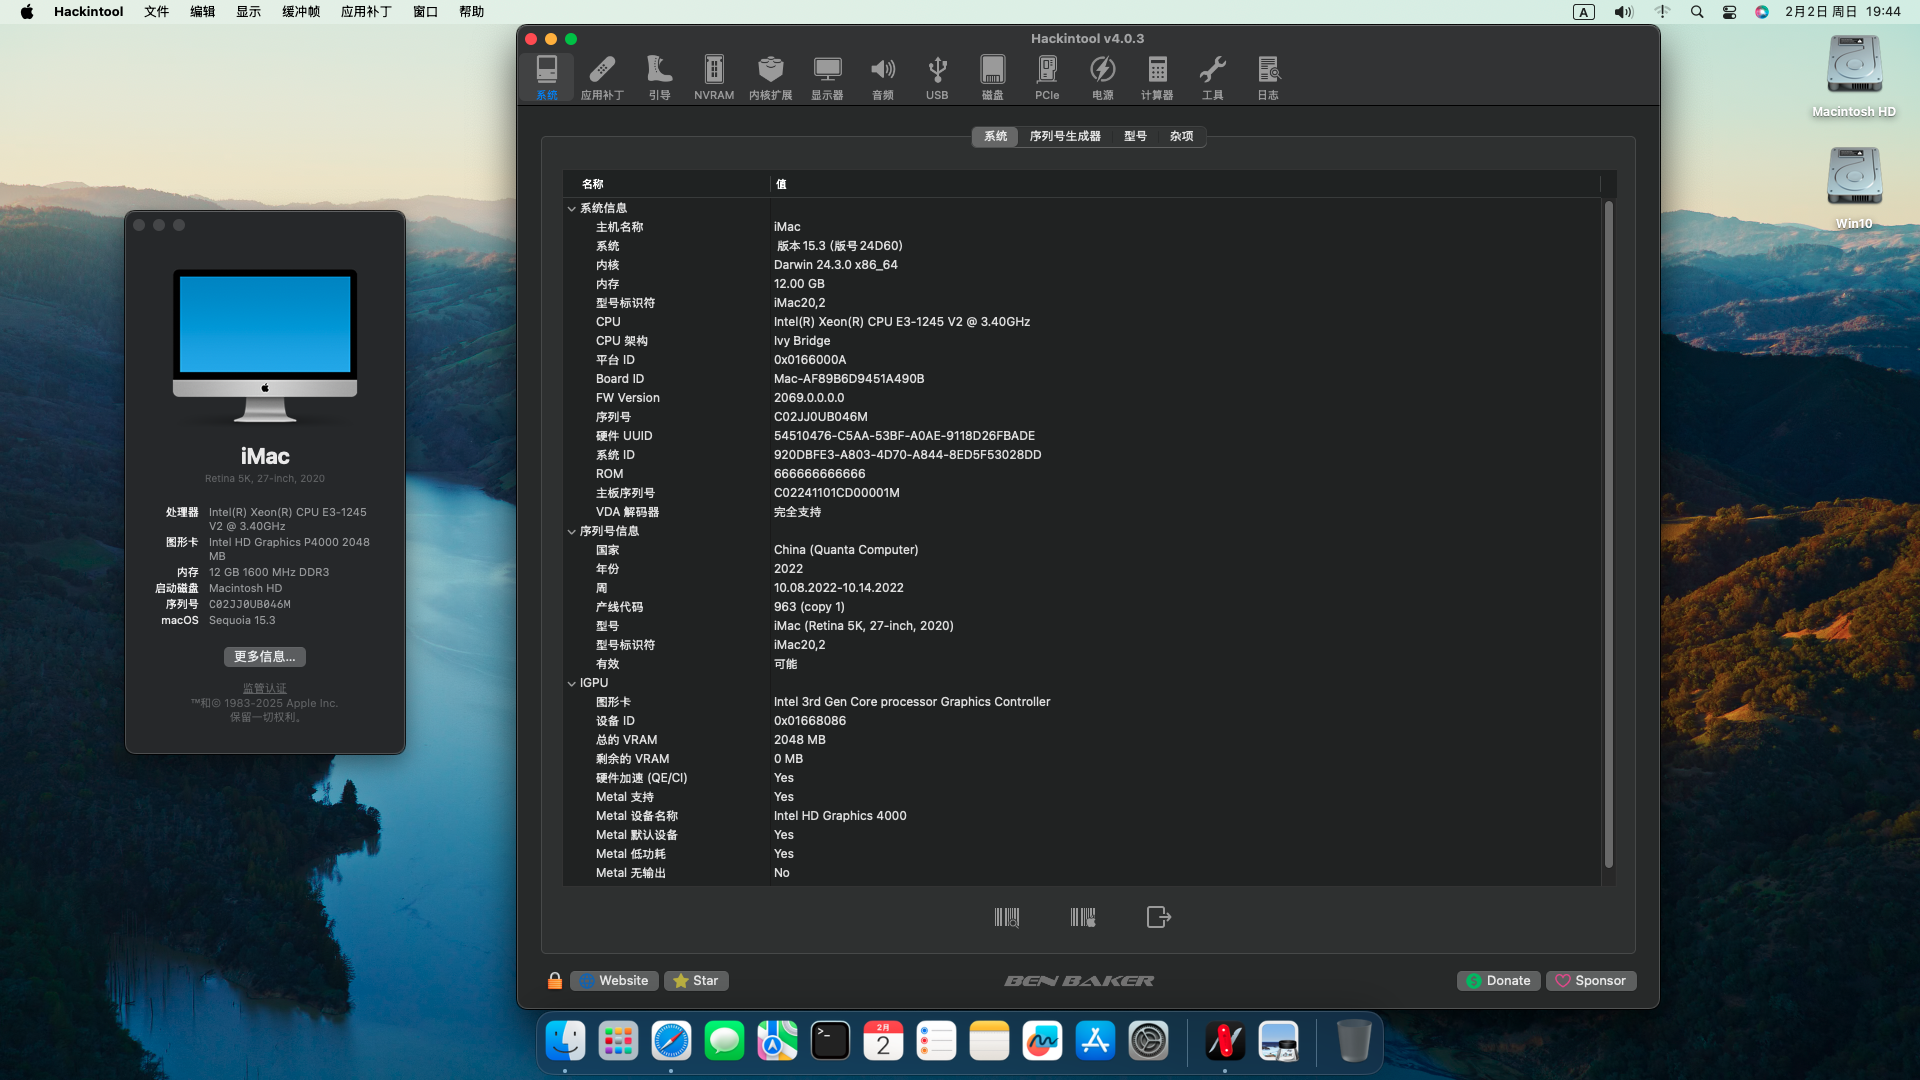 Hackintool 文件 编辑 显示 缓冲帧 应用补丁 窗口 帮助
A 2月2日 周日 19:44
Hackintool v4.0.3
系统 应用补丁 引导 NVRAM 内核扩展 显示器 音频 USB 磁盘 PCIe 电源 计算器 工具 日志
系统 序列号生成器 型号 杂项
名称 值
系统信息
主机名称 iMac
系统 版本 15.3 (版号 24D60)
内核 Darwin 24.3.0 x86_64
内存 12.00 GB
型号标识符 iMac20,2
CPU Intel(R) Xeon(R) CPU E3-1245 V2 @ 3.40GHz
CPU 架构 Ivy Bridge
平台 ID 0x0166000A
Board ID Mac-AF89B6D9451A490B
FW Version 2069.0.0.0.0
序列号 C02JJ0UB046M
硬件 UUID 54510476-C5AA-53BF-A0AE-9118D26FBADE
系统 ID 920DBFE3-A803-4D70-A844-8ED5F53028DD
ROM 666666666666
主板序列号 C02241101CD00001M
VDA 解码器 完全支持
序列号信息
国家 China (Quanta Computer)
年份 2022
周 10.08.2022-10.14.2022
产线代码 963 (copy 1)
型号 iMac (Retina 5K, 27-inch, 2020)
型号标识符 iMac20,2
有效 可能
IGPU
图形卡 Intel 3rd Gen Core processor Graphics Controller
设备 ID 0x01668086
总的 VRAM 2048 MB
剩余的 VRAM 0 MB
硬件加速 (QE/CI) Yes
Metal 支持 Yes
Metal 设备名称 Intel HD Graphics 4000
Metal 默认设备 Yes
Metal 低功耗 Yes
Metal 无输出 No
Website Star BEN BAKER Donate Sponsor
iMac
Retina 5K, 27-inch, 2020
处理器 Intel(R) Xeon(R) CPU E3-1245
V2 @ 3.40GHz
图形卡 Intel HD Graphics P4000 2048
MB
内存 12 GB 1600 MHz DDR3
启动磁盘 Macintosh HD
序列号 C02JJ0UB046M
macOS Sequoia 15.3
更多信息...
监管认证
™和© 1983-2025 Apple Inc.
保留一切权利。
Macintosh HD
Win10
2月
2